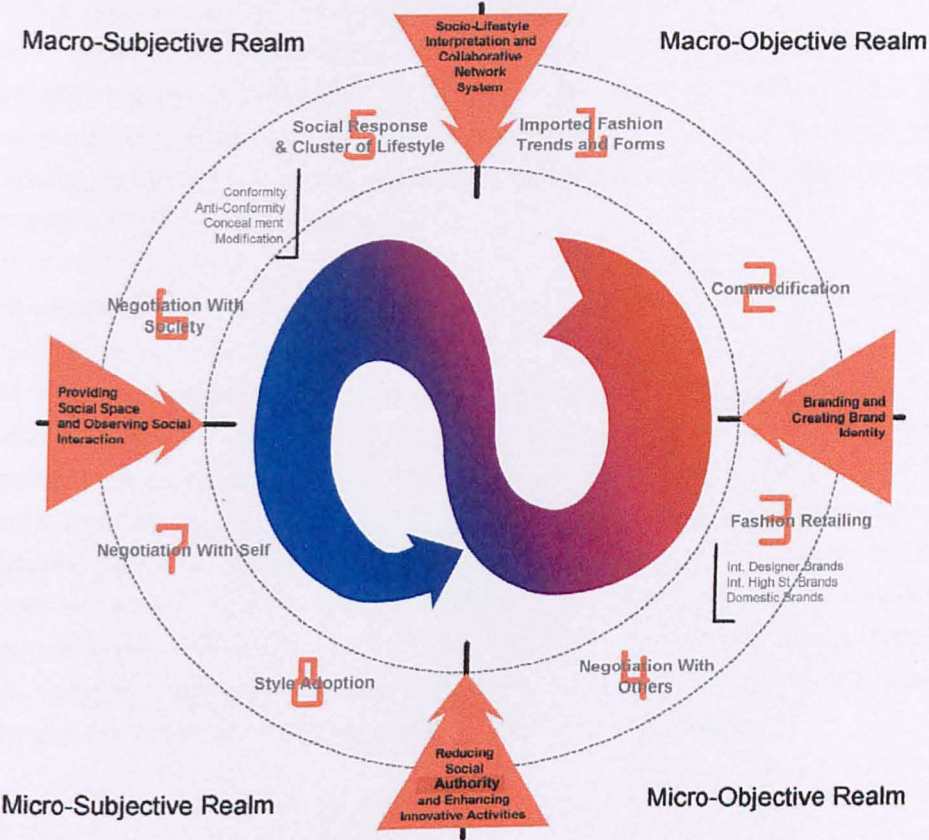 Macro-Subjective Realm
Macro-Objective Realm
Socio-Lifestyle
Interpretation and
Collaborative
Network
System
5
Social Response
& Cluster of Lifestyle
Conformity
Anti-Conformity
Conceal ment
Modification
1.
Imported Fashion
Trends and Forms
2
Commodification
6
Negotiation With
Society
Providing
Social Space
and Observing Social
Interaction
Branding and
Creating Brand
Identity
3
Fashion Retailing
Int. Designer Brands
Int. High St. Brands
Domestic Brands
7
Negotiation With Self
8
Style Adoption
4
Negotiation With
Others
Reducing
Social
Authority
and Enhancing
Innovative Activities
Micro-Subjective Realm
Micro-Objective Realm